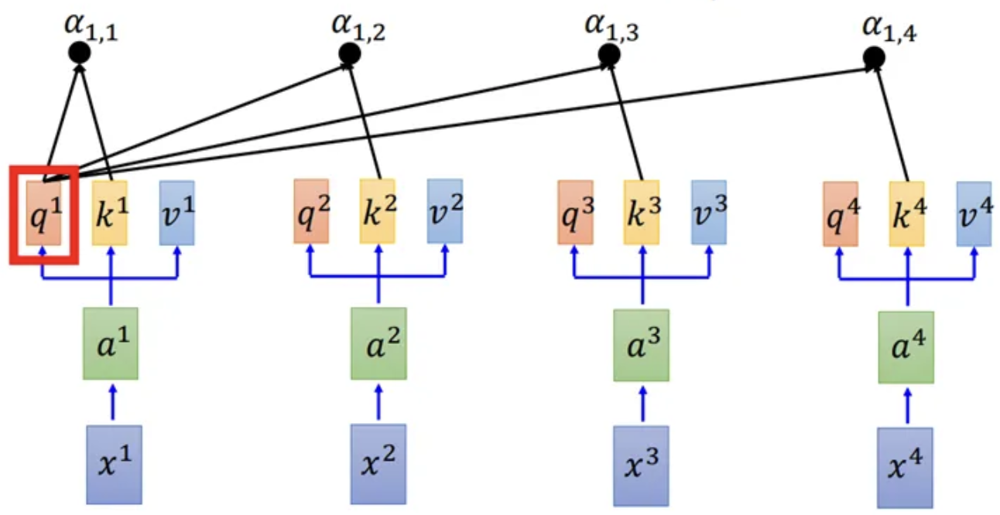 α₁,₁ α₁,₂ α₁,₃ α₁,₄
q¹ k¹ v¹ q² k² v² q³ k³ v³ q⁴ k⁴ v⁴
a¹ a² a³ a⁴
x¹ x² x³ x⁴